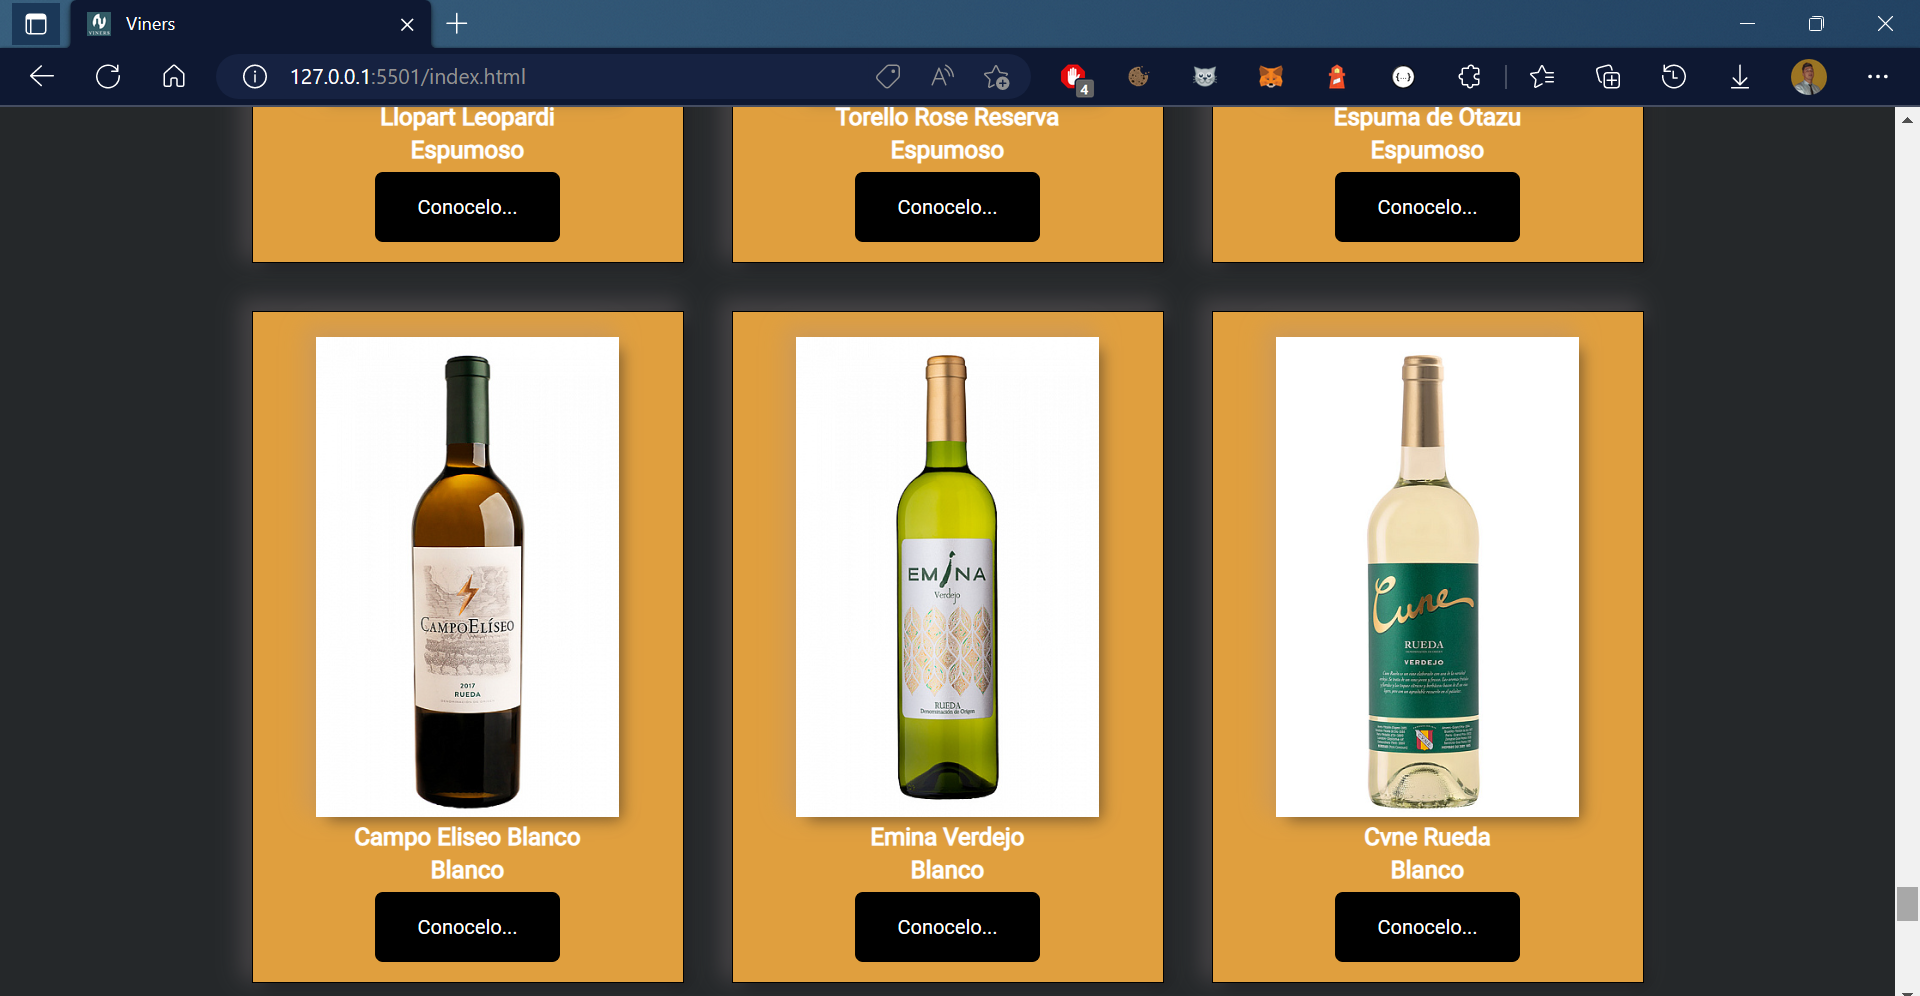 Viners
127.0.0.1:5501/index.html
4
Llopart Leopardi
Espumoso
Conocelo...
Torello Rose Reserva
Espumoso
Conocelo...
Espuma de Otazu
Espumoso
Conocelo...
CAMPOELÍSEO
2017
RUEDA
Campo Eliseo Blanco
Blanco
Conocelo...
EMINA
Verdejo
RUEDA
Denominación de Origen
Emina Verdejo
Blanco
Conocelo...
Cune
RUEDA
VERDEJO
Cvne Rueda
Blanco
Conocelo...